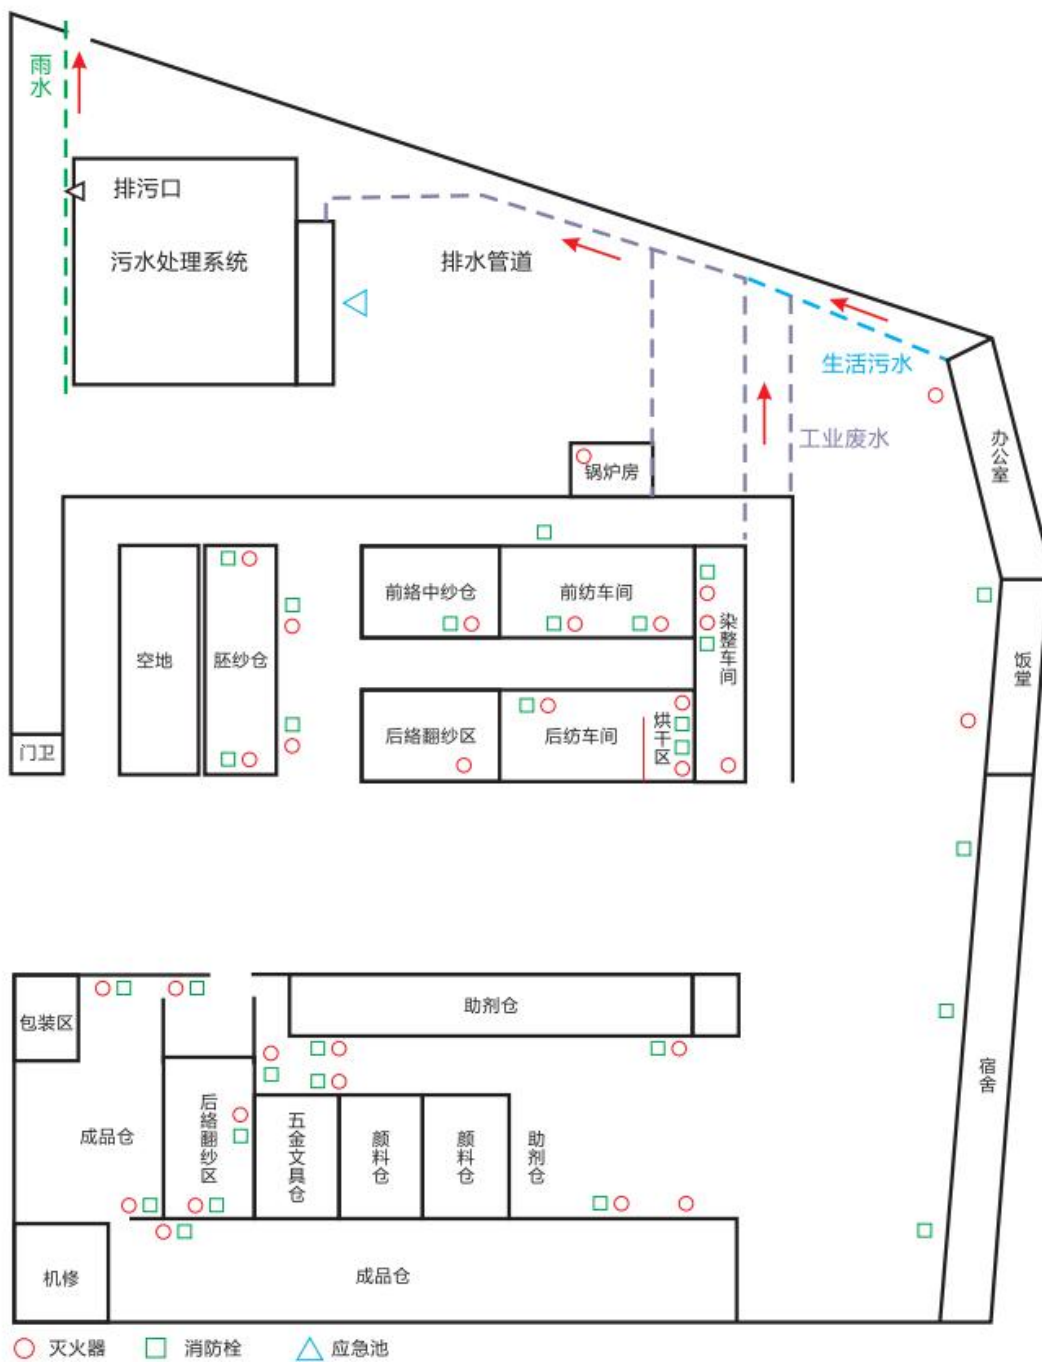 雨水
排污口
污水处理系统
排水管道
生活污水
工业废水
办公室
锅炉房
前络中纱仓
前纺车间
染整车间
空地
胚纱仓
饭堂
后络翻纱区
后纺车间
烘干区
门卫
助剂仓
包装区
宿舍
后络翻纱区
成品仓
五金文具仓
颜料仓
颜料仓
助剂仓
机修
成品仓
灭火器 消防栓 应急池